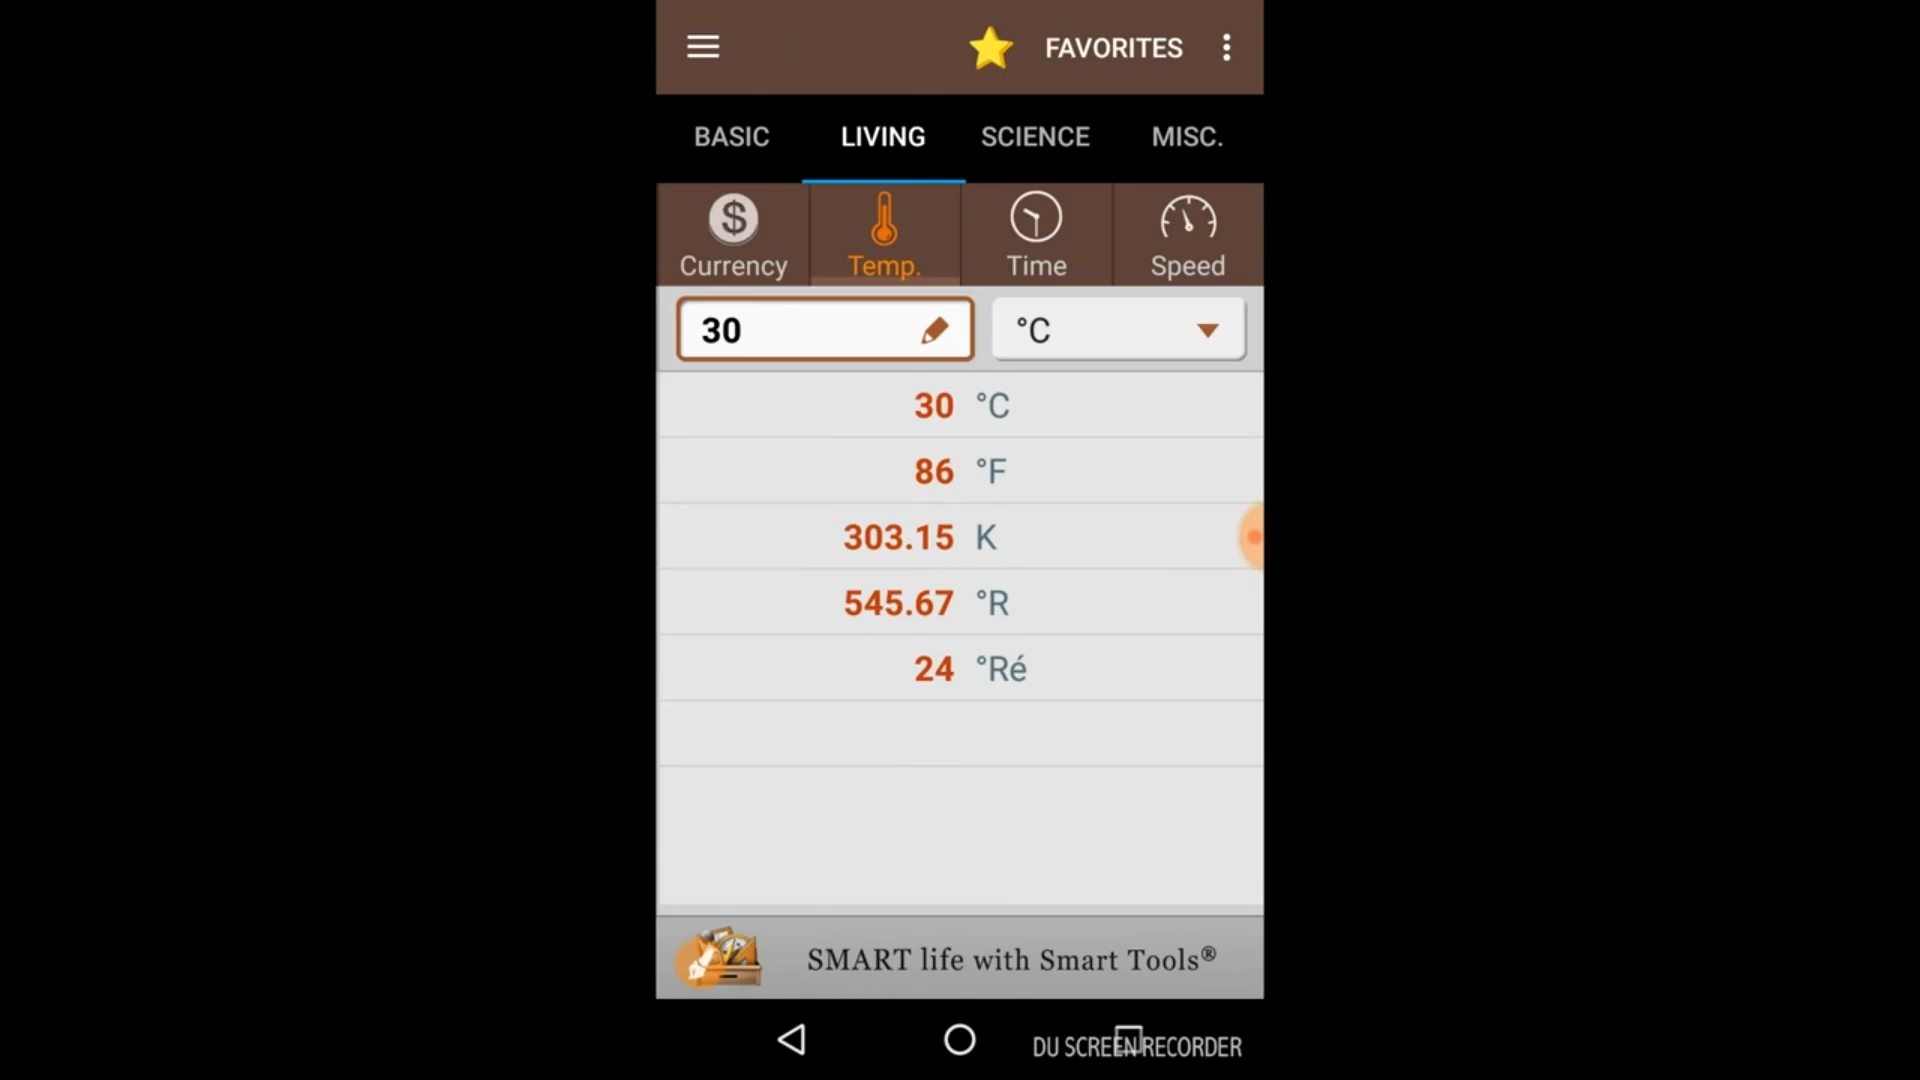 FAVORITES
BASIC LIVING SCIENCE MISC.
$
Currency Temp. Time Speed
30 °C
30 °C
86 °F
303.15 K
545.67 °R
24 °Ré
SMART life with Smart Tools®
DU SCREEN RECORDER